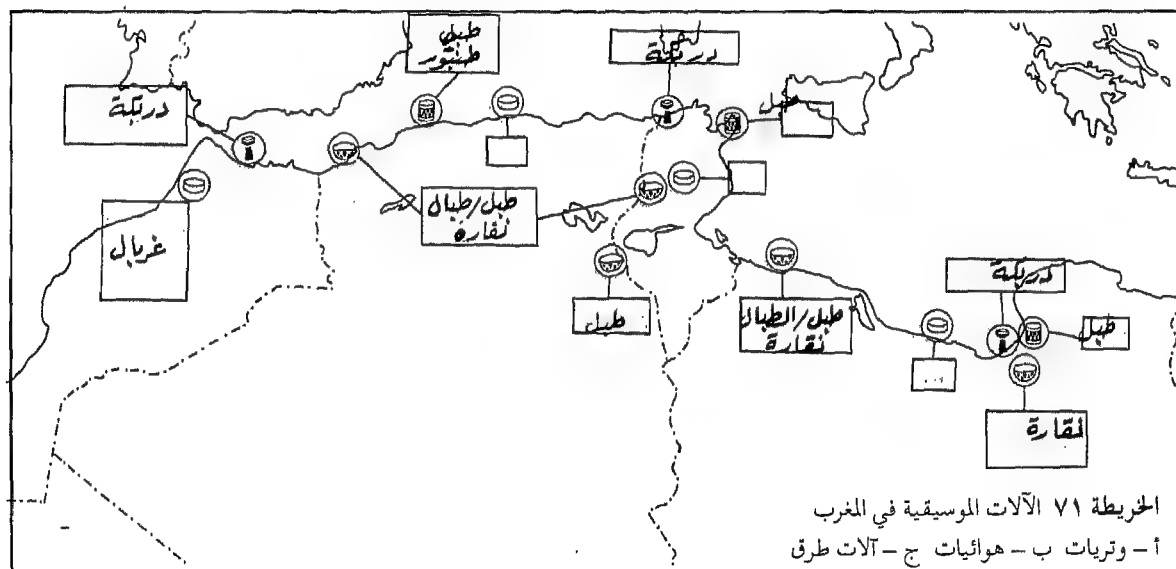 طبل
طنبور
دربكة
دربكة
طبل
طبل/طبال
نقارة
غربال
دربكة
طبل
طبل/الطبال
نقارة
طبل
...
نقارة
الخريطة ٧١ الآلات الموسيقية في المغرب
أ – وتريات ب – هوائيات ج – آلات طرق